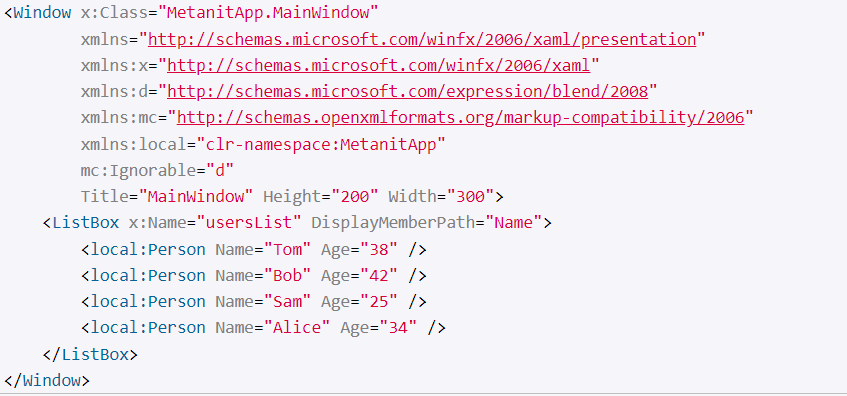 <Window x:Class="MetanitApp.MainWindow"
        xmlns="http://schemas.microsoft.com/winfx/2006/xaml/presentation"
        xmlns:x="http://schemas.microsoft.com/winfx/2006/xaml"
        xmlns:d="http://schemas.microsoft.com/expression/blend/2008"
        xmlns:mc="http://schemas.openxmlformats.org/markup-compatibility/2006"
        xmlns:local="clr-namespace:MetanitApp"
        mc:Ignorable="d"
        Title="MainWindow" Height="200" Width="300">
    <ListBox x:Name="usersList" DisplayMemberPath="Name">
        <local:Person Name="Tom" Age="38" />
        <local:Person Name="Bob" Age="42" />
        <local:Person Name="Sam" Age="25" />
        <local:Person Name="Alice" Age="34" />
    </ListBox>
</Window>